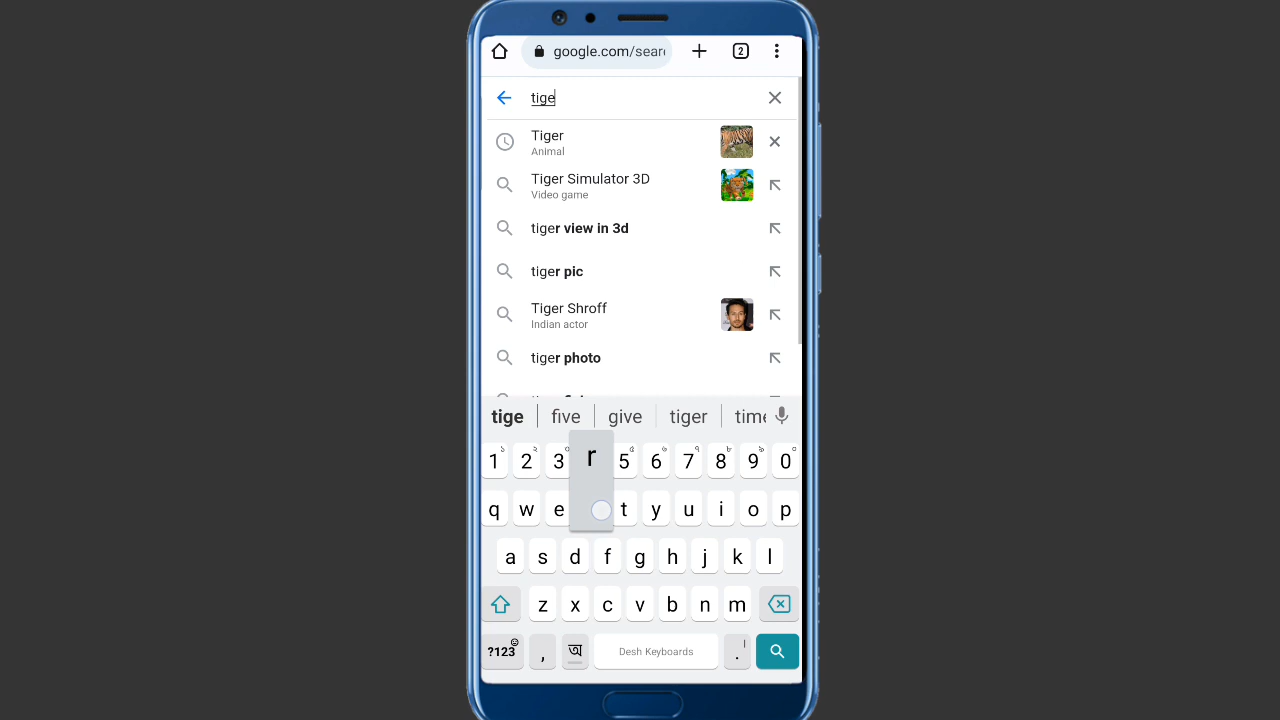 google.com/sear
2
tige
Tiger
Animal
Tiger Simulator 3D
Video game
tiger view in 3d
tiger pic
Tiger Shroff
Indian actor
tiger photo
tige five give tiger time
1 2 3 r 5 6 7 8 9 0
q w e t y u i o p
a s d f g h j k l
z x c v b n m
?123 , অ Desh Keyboards .